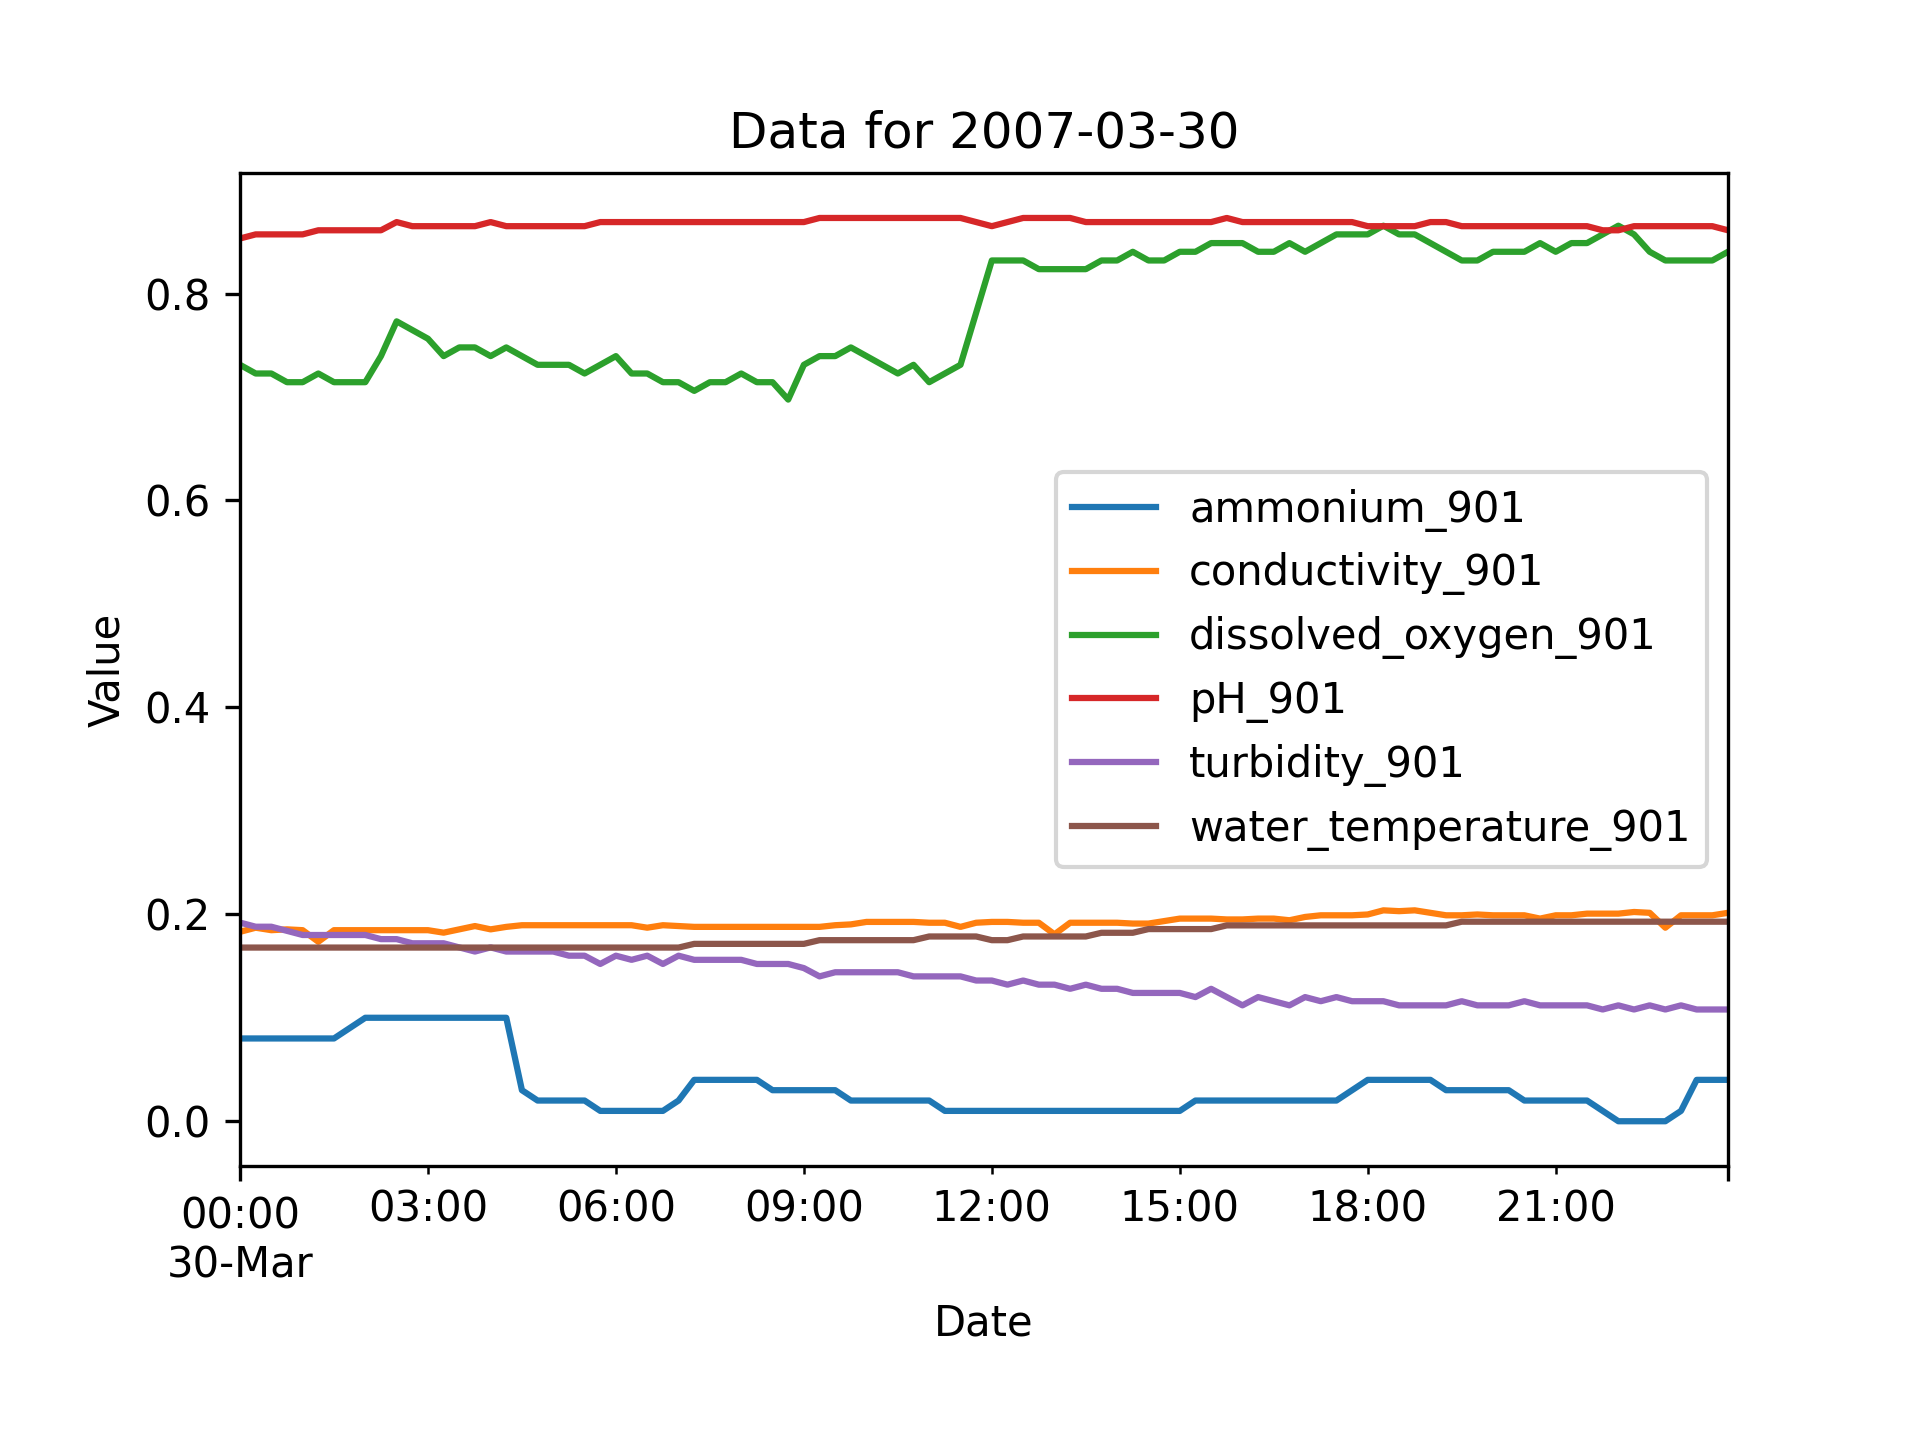 Data for 2007-03-30
Value
0.8
0.6
0.4
0.2
0.0
ammonium_901
conductivity_901
dissolved_oxygen_901
pH_901
turbidity_901
water_temperature_901
00:00 03:00 06:00 09:00 12:00 15:00 18:00 21:00
30-Mar
Date